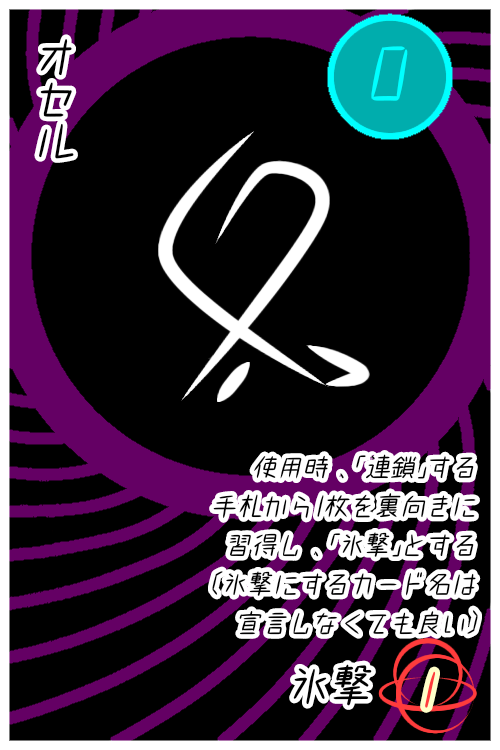 オセル
0
使用時、「連鎖」する
手札から1枚を裏向きに
習得し、「氷撃」とする
(氷撃にするカード名は
宣言しなくても良い)
氷撃
1